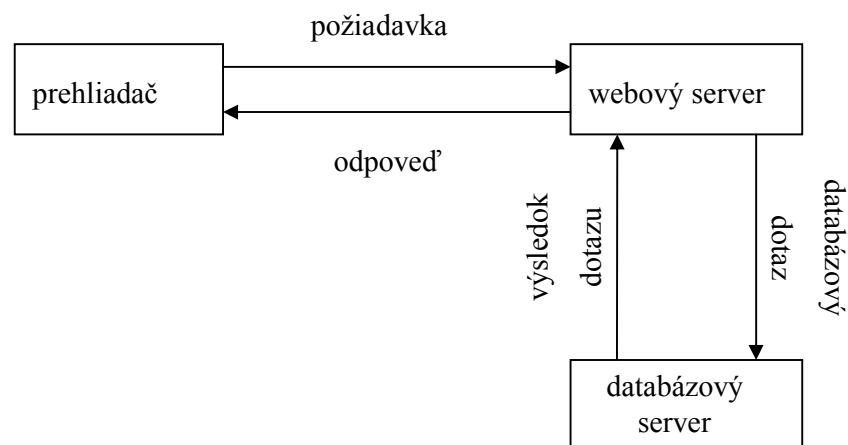 požiadavka
prehliadač
webový server
odpoveď
výsledok
dotazu
databázový
dotaz
databázový
server